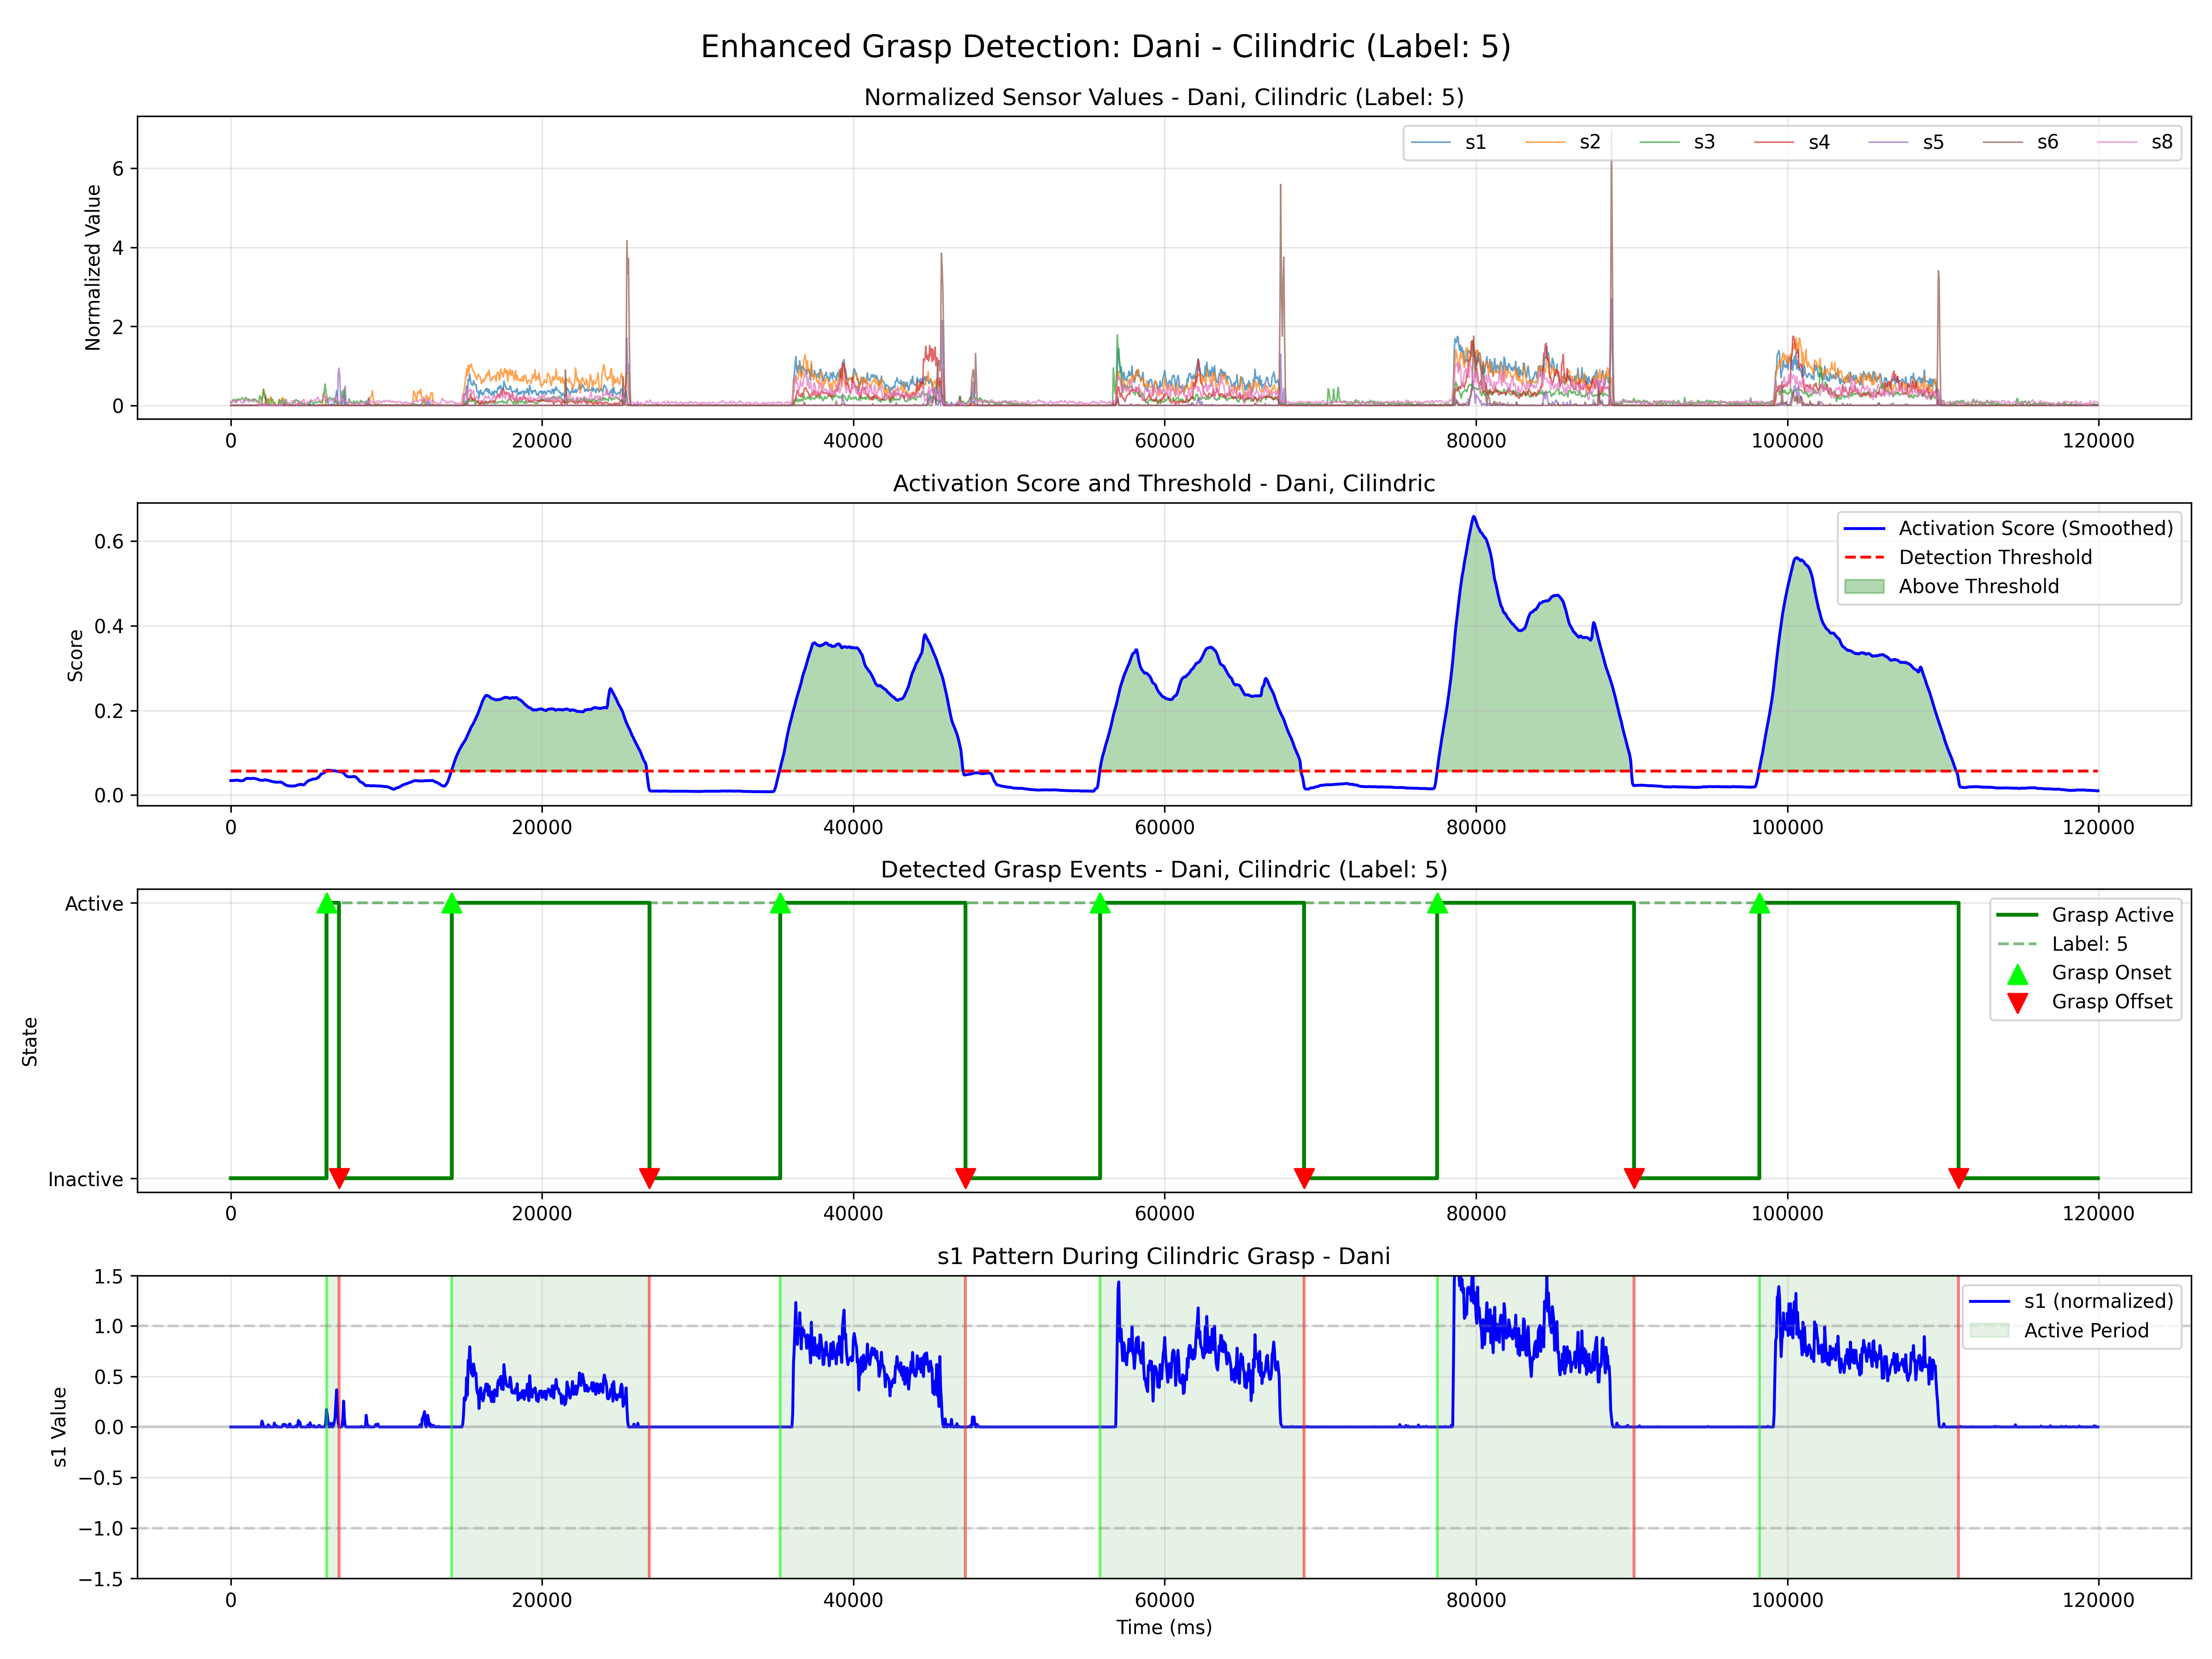 Enhanced Grasp Detection: Dani - Cilindric (Label: 5)
Normalized Sensor Values - Dani, Cilindric (Label: 5)
Normalized Value
6
4
2
0
s1 s2 s3 s4 s5 s6 s8
0 20000 40000 60000 80000 100000 120000
Activation Score and Threshold - Dani, Cilindric
Score
0.6
0.4
0.2
0.0
Activation Score (Smoothed)
Detection Threshold
Above Threshold
0 20000 40000 60000 80000 100000 120000
Detected Grasp Events - Dani, Cilindric (Label: 5)
State
Active
Inactive
Grasp Active
Label: 5
Grasp Onset
Grasp Offset
0 20000 40000 60000 80000 100000 120000
s1 Pattern During Cilindric Grasp - Dani
s1 Value
1.5
1.0
0.5
0.0
−0.5
−1.0
−1.5
s1 (normalized)
Active Period
0 20000 40000 60000 80000 100000 120000
Time (ms)